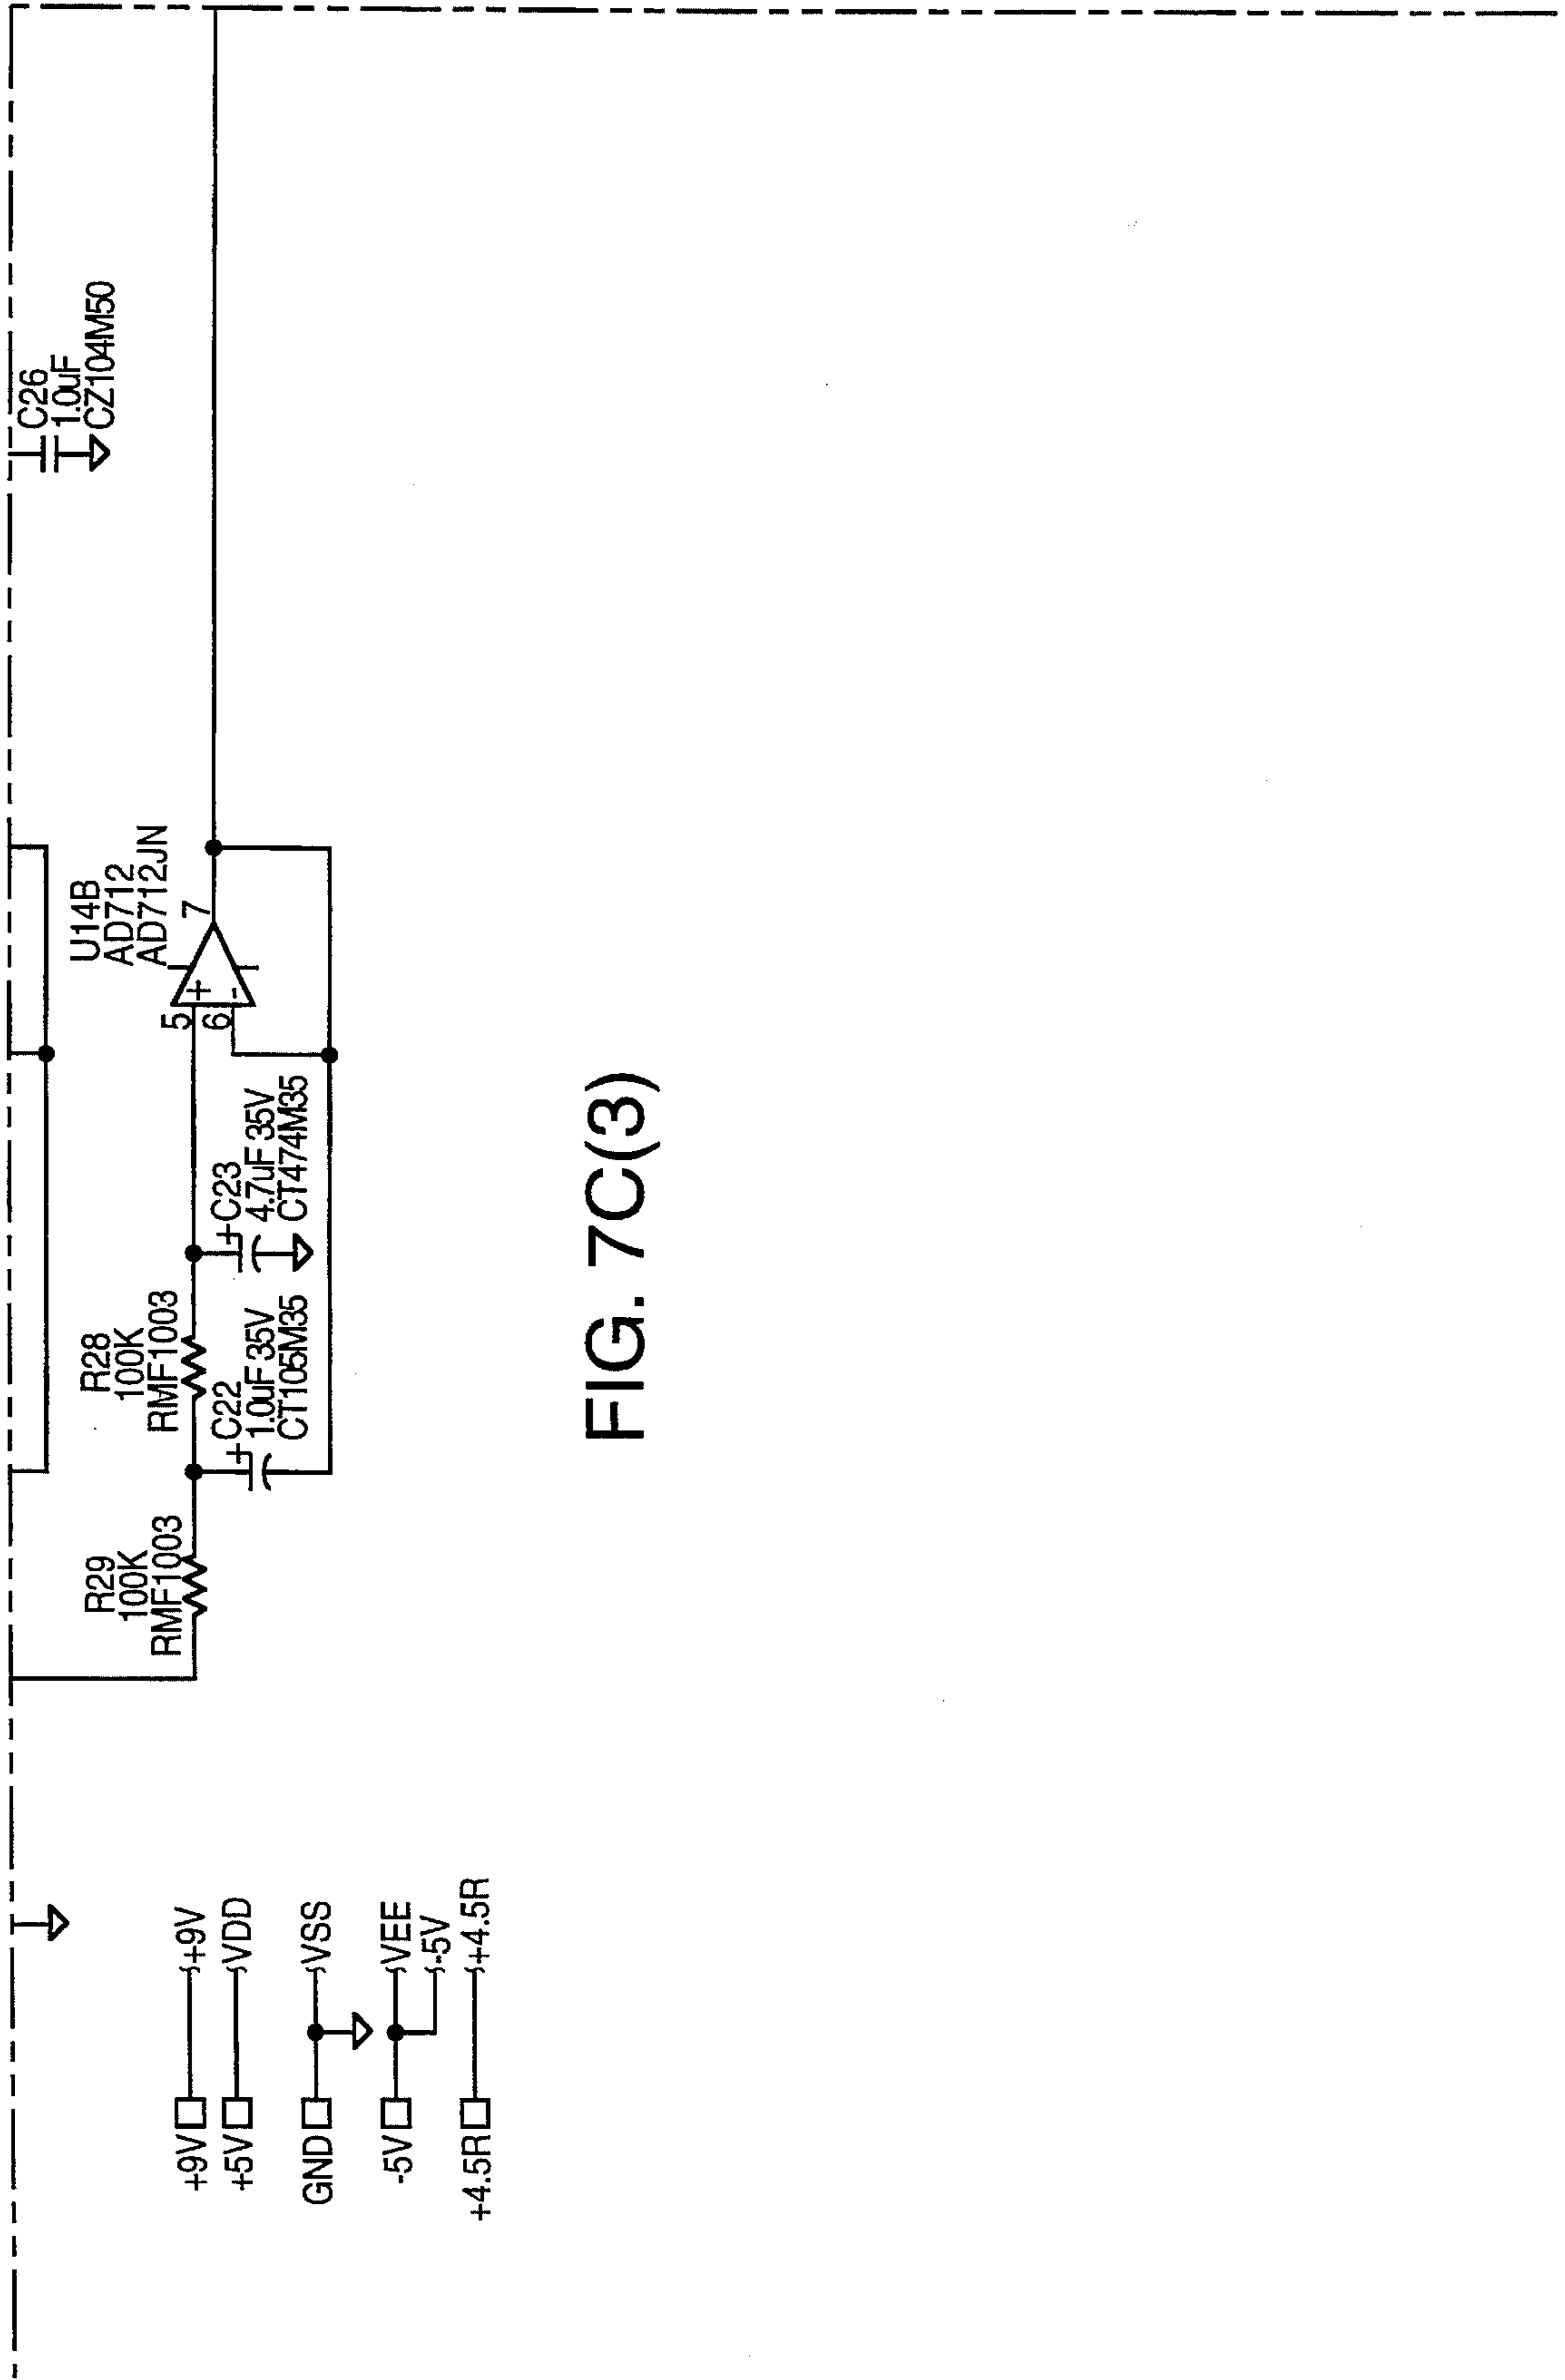 C26
1.0uF
CZ104M50
U14B
AD712
AD712JN
5
+
6
-
7
R29
100K
RMF1003
R28
100K
RMF1003
+C22
1.0uF 35V
CT105M35
+C23
4.7uF 35V
CT474M35
+9V +9V
+5V VDD
GND VSS
-5V VEE
-5V
+4.5R +4.5R
FIG. 7C(3)